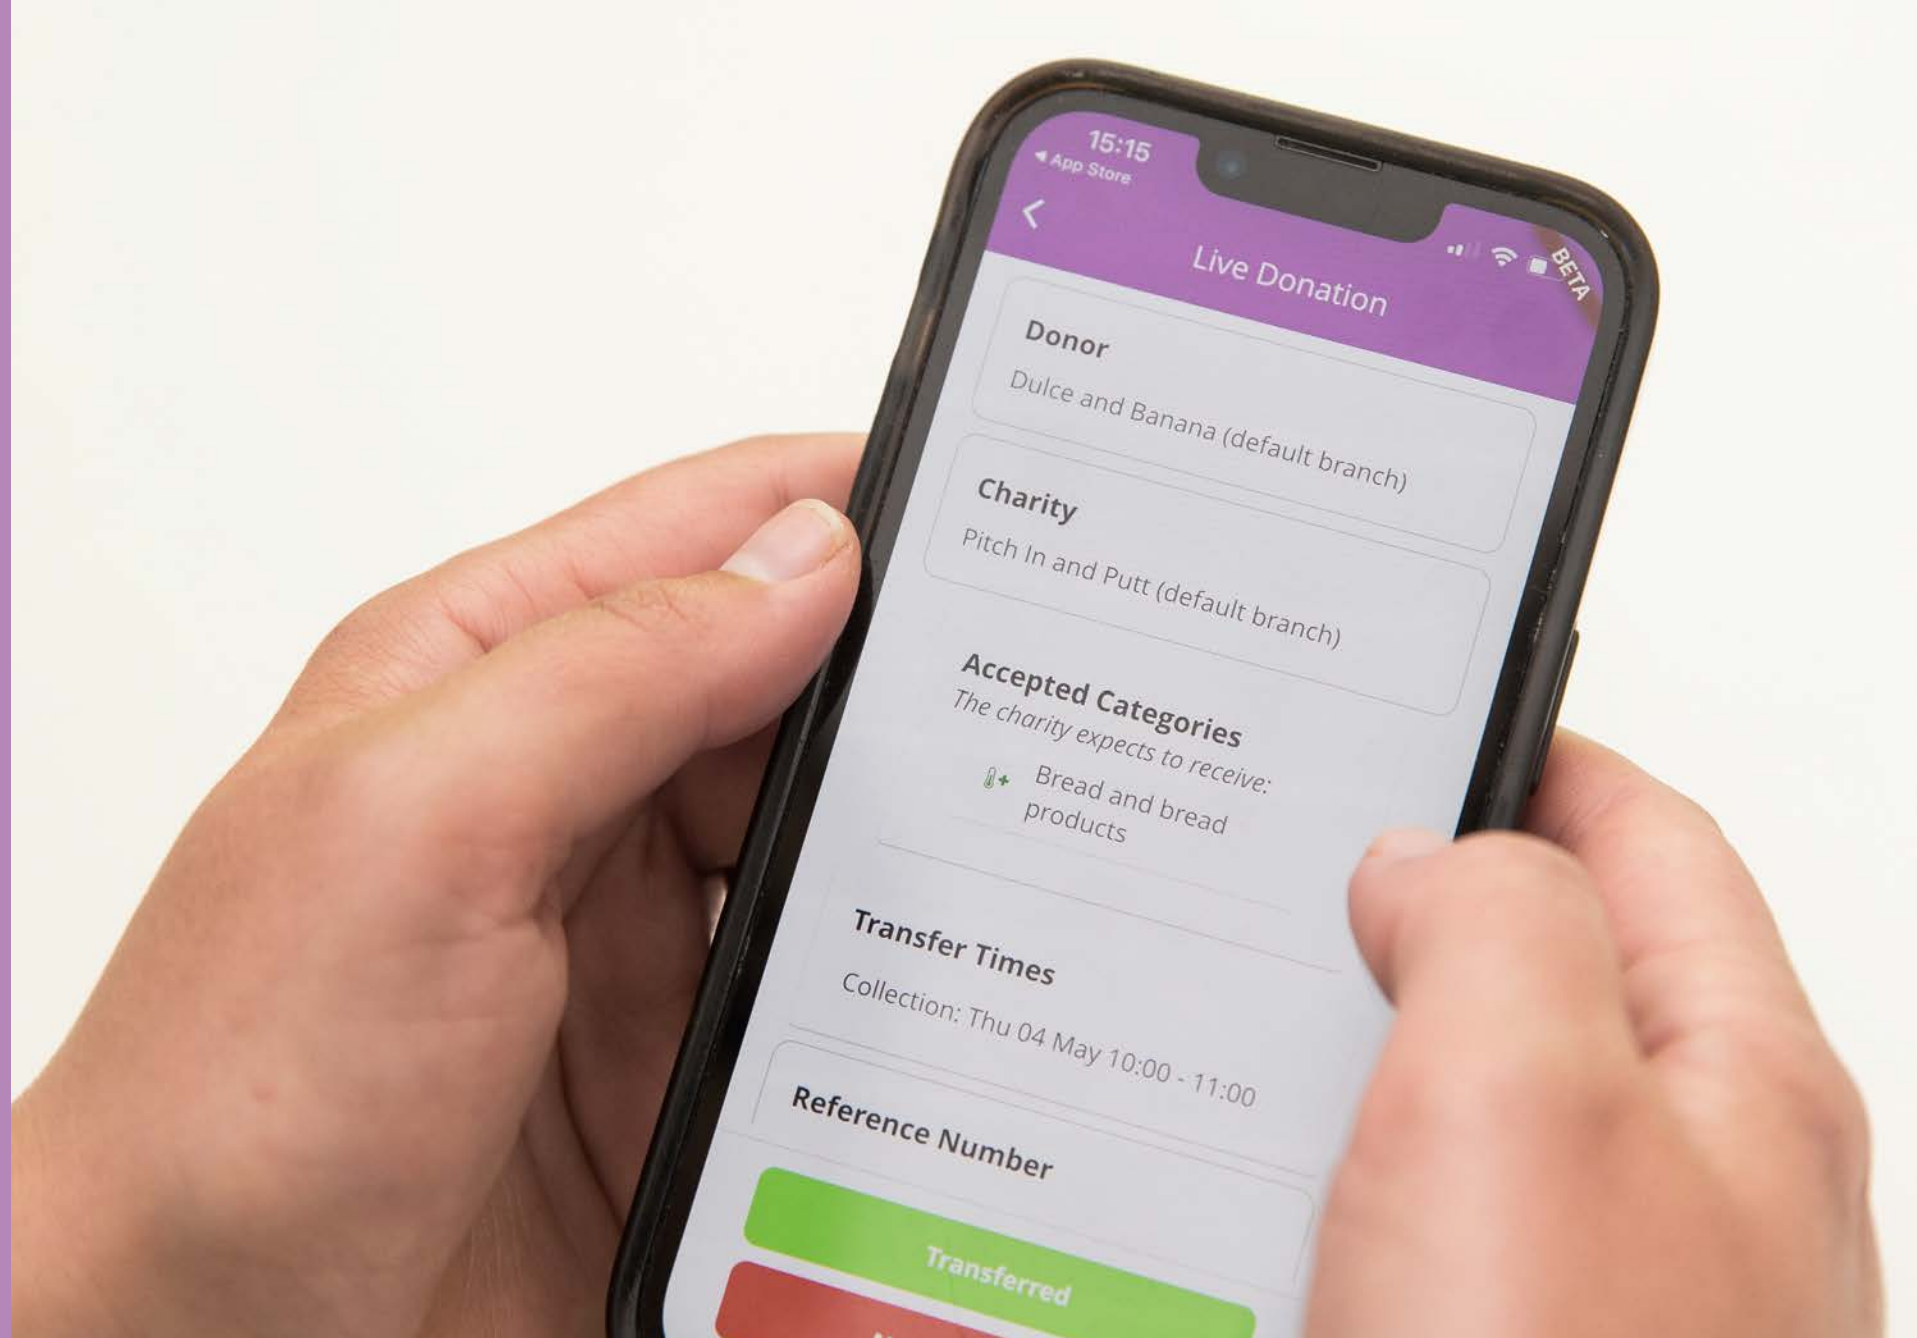 15:15
◀ App Store
BETA
Live Donation
Donor
Dulce and Banana (default branch)
Charity
Pitch In and Putt (default branch)
Accepted Categories
The charity expects to receive:
Bread and bread
products
Transfer Times
Collection: Thu 04 May 10:00 - 11:00
Reference Number
Transferred